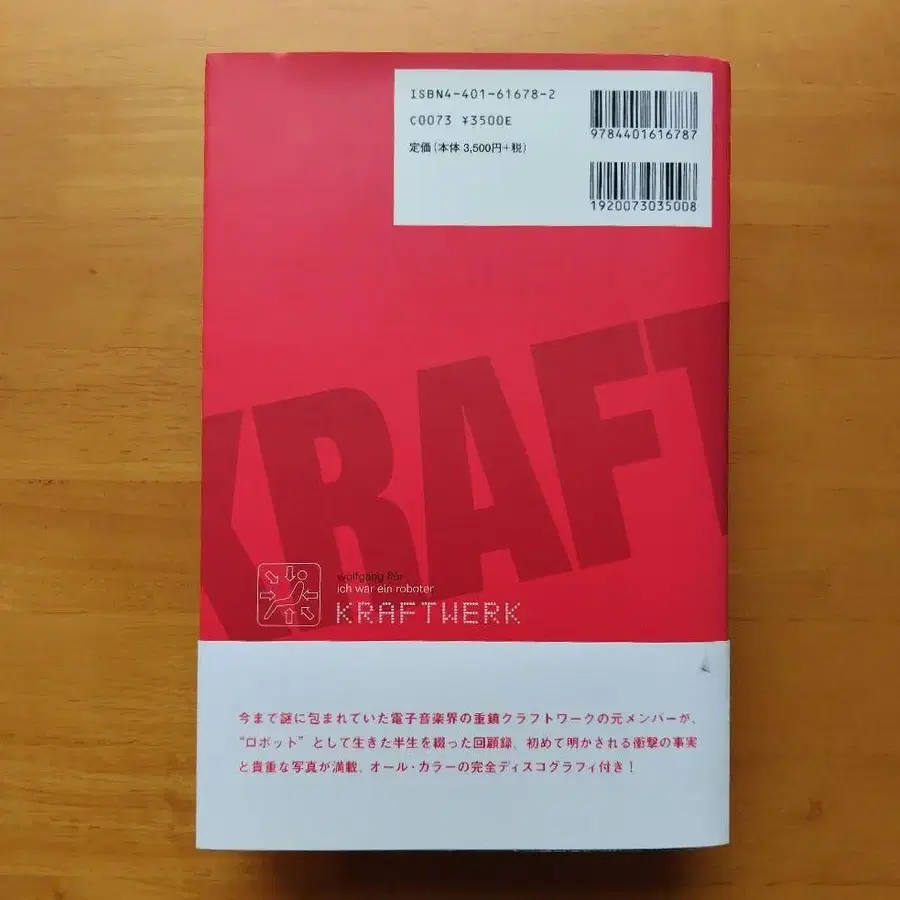 ISBN4-401-61678-2
C0073 ¥3500E
定価(本体 3,500円+税)
9784401616787
1920073035008
KRAFT
wolfgang flür
ich war ein roboter
KRAFTWERK
今まで謎に包まれていた電子音楽界の重鎮クラフトワークの元メンバーが、
“ロボット”として生きた半生を綴った回顧録、初めて明かされる衝撃の事実
と貴重な写真が満載、オール・カラーの完全ディスコグラフィ付き！